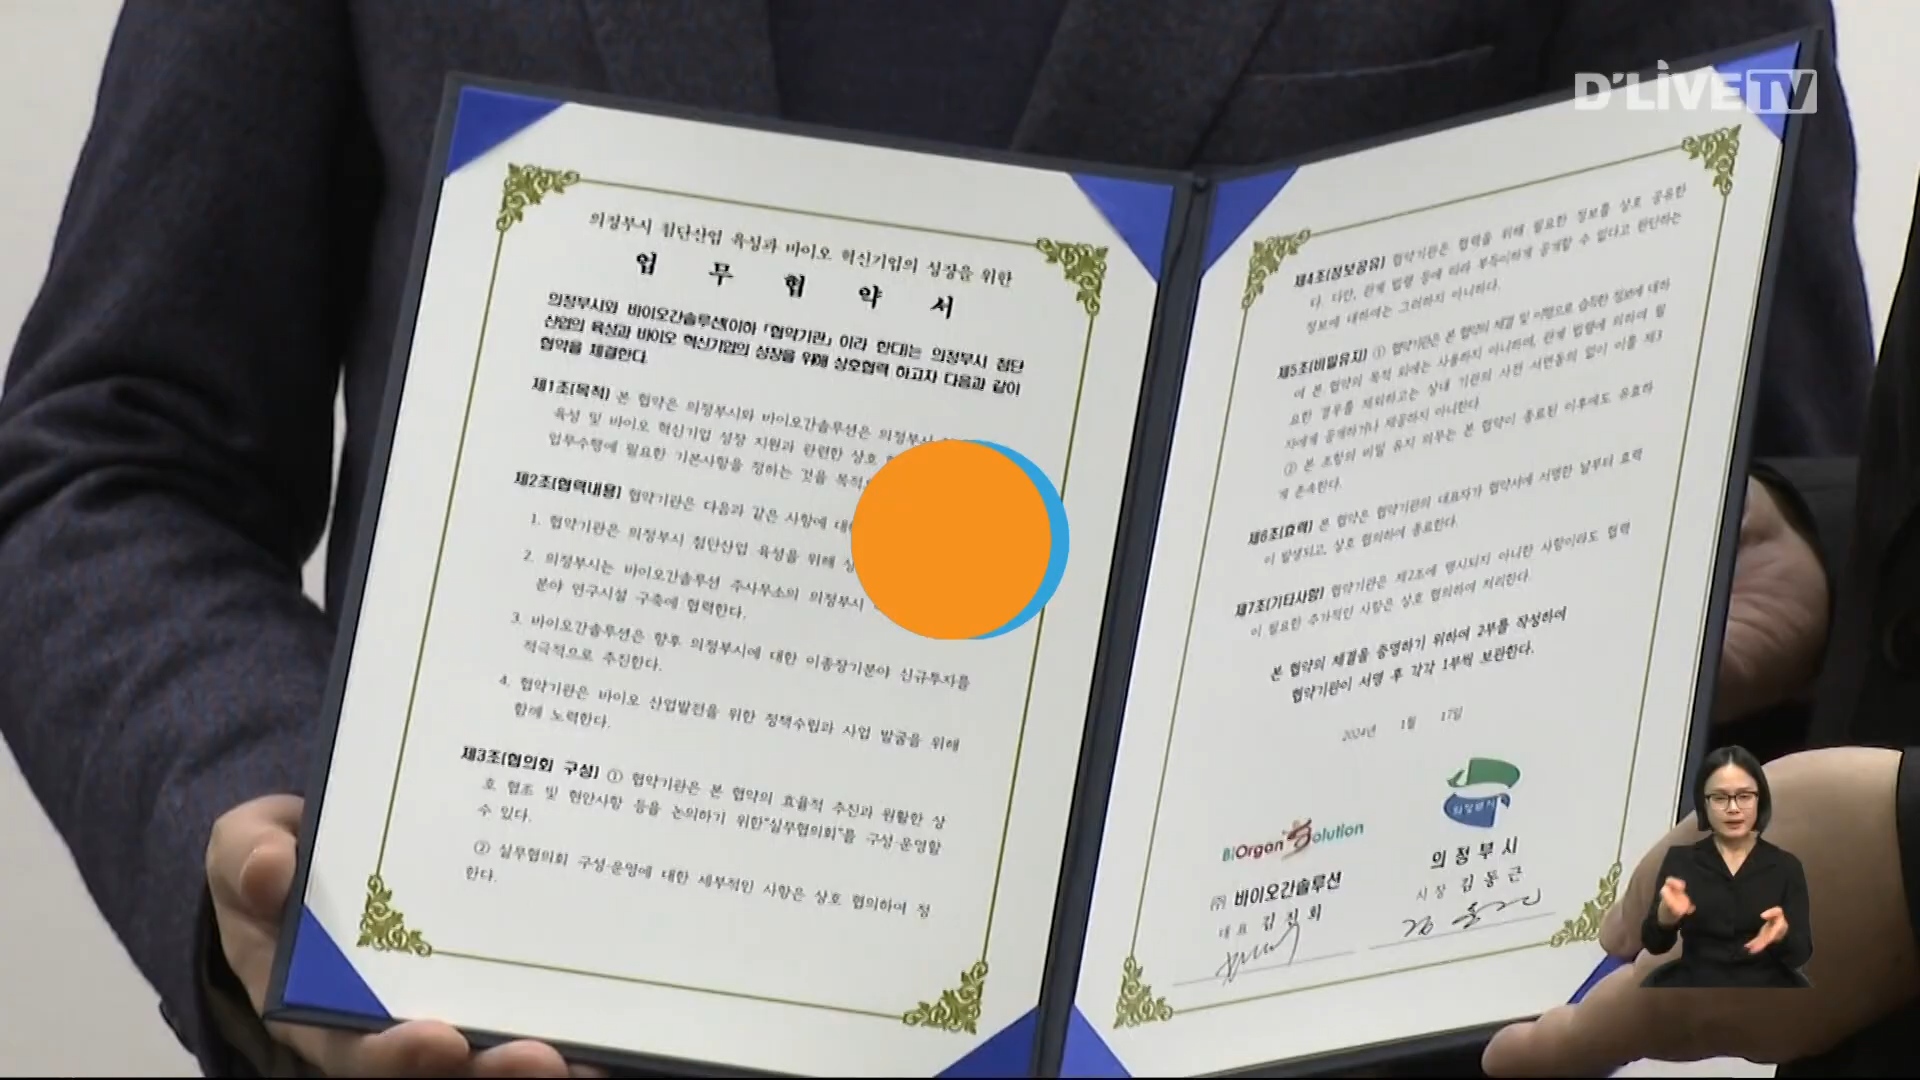 D'LIVE TV
의정부시 첨단산업 육성과 바이오 혁신기업의 성장을 위한
업 무 협 약 서
의정부시와 바이오간솔루션(이하 「협약기관」 이라 한다)는 의정부시 첨단
산업의 육성과 바이오 혁신기업의 성장을 위해 상호협력 하고자 다음과 같이
협약을 체결한다.
제1조(목적) 본 협약은 의정부시와 바이오간솔루션은 의정부시
육성 및 바이오 혁신기업 성장 지원과 관련한 상호
업무수행에 필요한 기본사항을 정하는 것을
제2조(협력내용) 협약기관은 다음과 같은 사항에
1. 협약기관은 의정부시 첨단산업 육성을 위해
2. 의정부시는 바이오간솔루션 주사무소의 의정부시
분야 연구시설 구축에 협력한다.
3. 바이오간솔루션은 향후 의정부시에 대한 이종장기분야 신규투자를
적극적으로 추진한다.
4. 협약기관은 바이오 산업발전을 위한 정책수립과 사업 발굴을 위해
함께 노력한다.
제3조(협의회 구성) ① 협약기관은 본 협약의 효율적 추진과 원활한 상
호 협조 및 현안사항 등을 논의하기 위한"실무협의회"를 구성·운영할
수 있다.
② 실무협의회 구성·운영에 대한 세부적인 사항은 상호 협의하여 정
한다.
제4조(정보공유) 협약기관은 협력을 위해 필요한 정보를 상호 공유한
다. 다만, 관계 법령 등에 따라 부득이하게 공개할 수 없다고 판단하는
정보에 대하여는 그러하지 아니하다.
제5조(비밀유지) ① 협약기관은 본 협약의 체결 및 이행으로 습득한 정보에 대하
여 본 협약의 목적 외에는 사용하지 아니하며, 관계 법령에 의하여 필
요한 경우를 제외하고는 상대 기관의 사전 서면동의 없이 이를 제3
자에게 공개하거나 제공하지 아니한다.
② 본 조항의 비밀 유지 의무는 본 협약이 종료된 이후에도 유효하
게 존속한다.
제6조(효력) 본 협약은 협약기관의 대표자가 협약서에 서명한 날부터 효력
이 발생되고, 상호 협의하여 종료한다.
제7조(기타사항) 협약기관은 제2조에 명시되지 아니한 사항이라도 협력
이 필요한 추가적인 사항은 상호 협의하여 처리한다.
본 협약의 체결을 증명하기 위하여 2부를 작성하여
협약기관이 서명 후 각각 1부씩 보관한다.
2024년 1월 17일
BiOrgan Solution
㈜ 바이오간솔루션
대표 김진회
의정부시
의정부시
시장 김동근